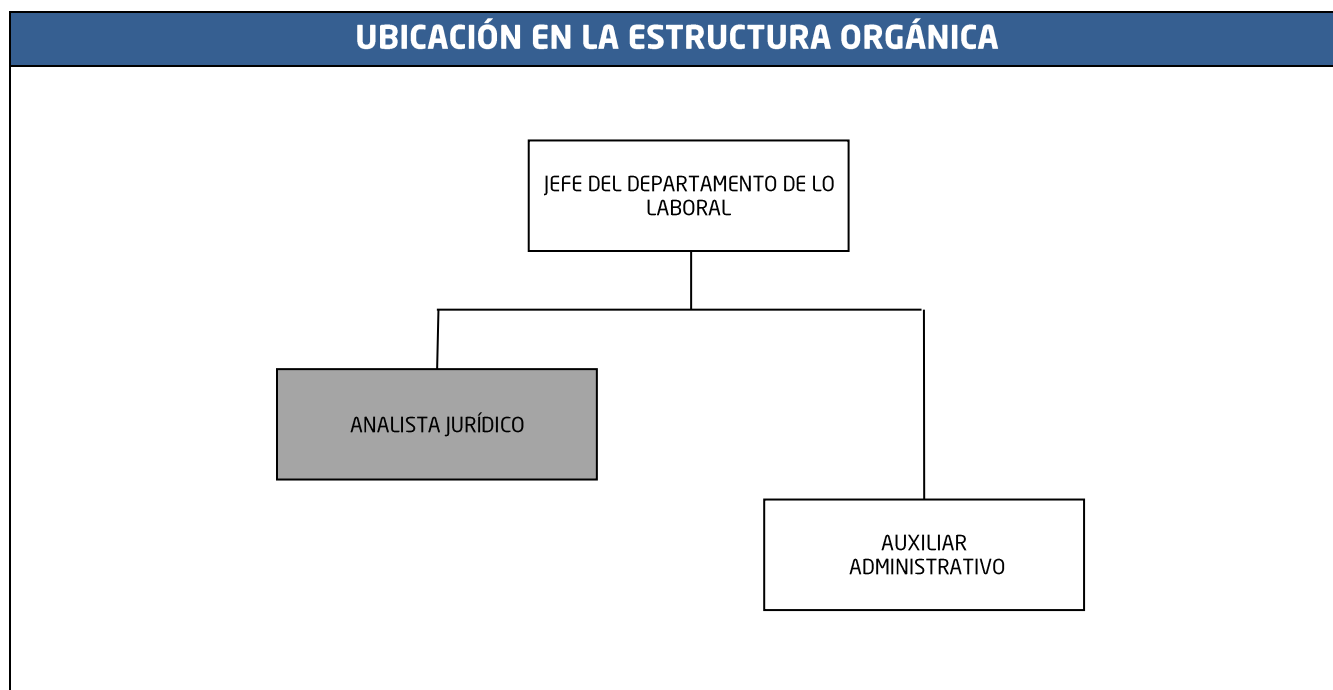 UBICACIÓN EN LA ESTRUCTURA ORGÁNICA
JEFE DEL DEPARTAMENTO DE LO
LABORAL
ANALISTA JURÍDICO
AUXILIAR
ADMINISTRATIVO